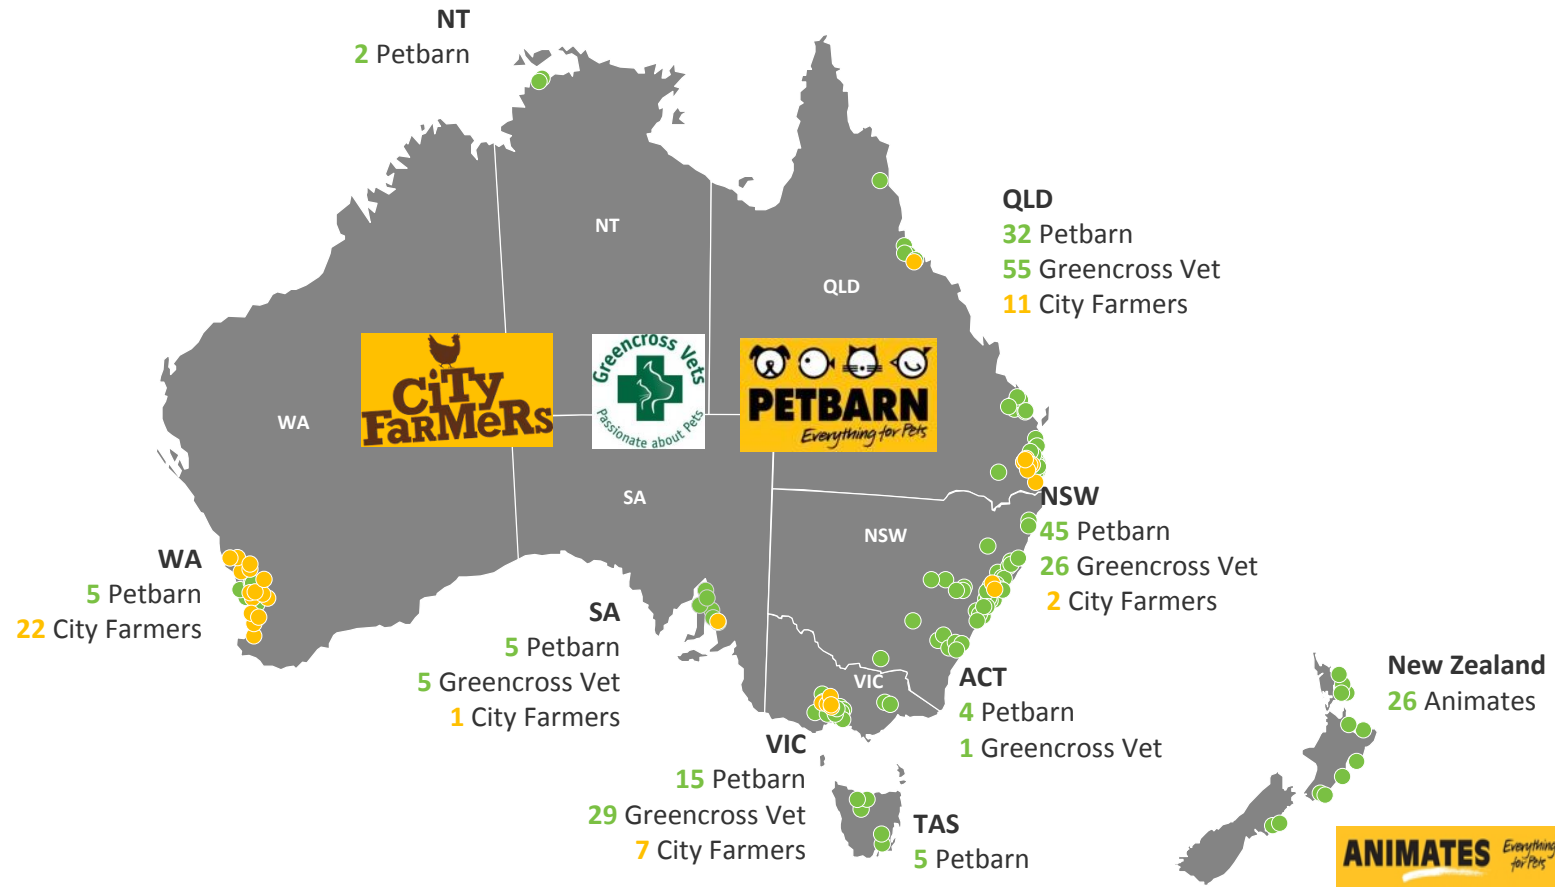 NT
2 Petbarn
NT
QLD
32 Petbarn
55 Greencross Vet
11 City Farmers
QLD
CiTY
FaRMeRs
Greencross Vets
Passionate about Pets
PETBARN
Everything for Pets
WA
SA
NSW
NSW
45 Petbarn
26 Greencross Vet
2 City Farmers
WA
5 Petbarn
22 City Farmers
SA
5 Petbarn
5 Greencross Vet
1 City Farmers
VIC
ACT
4 Petbarn
1 Greencross Vet
New Zealand
26 Animates
VIC
15 Petbarn
29 Greencross Vet
7 City Farmers
TAS
5 Petbarn
ANIMATES
Everything
for Pets